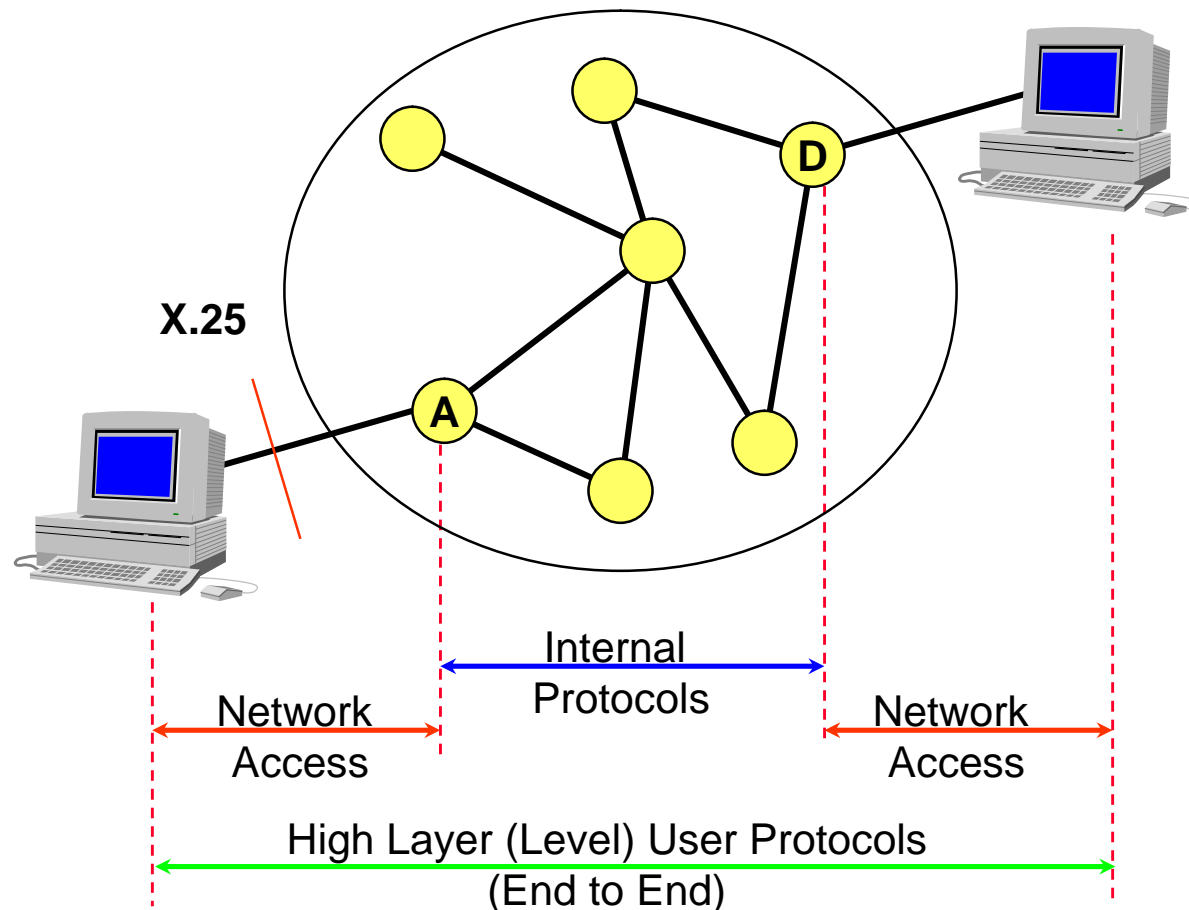 D
X.25
A
Internal
Protocols
Network
Access
Network
Access
High Layer (Level) User Protocols
(End to End)